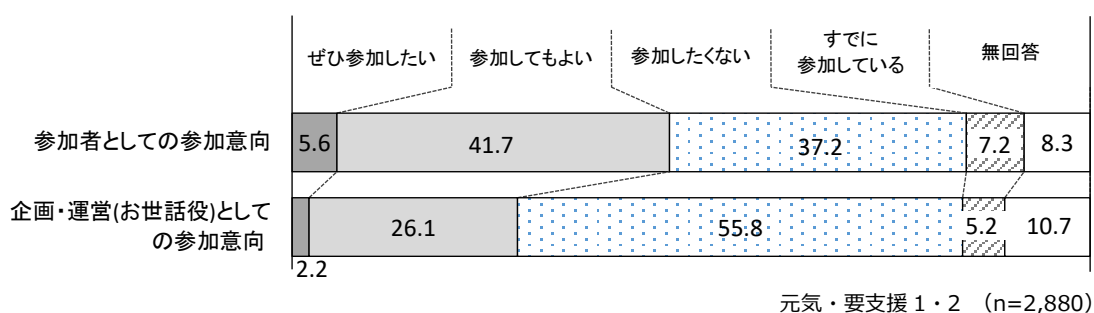 ぜひ参加したい 参加してもよい 参加したくない すでに 参加している 無回答
参加者としての参加意向 5.6 41.7 37.2 7.2 8.3
企画・運営(お世話役)として
の参加意向 2.2 26.1 55.8 5.2 10.7
元気・要支援1・2 (n=2,880)